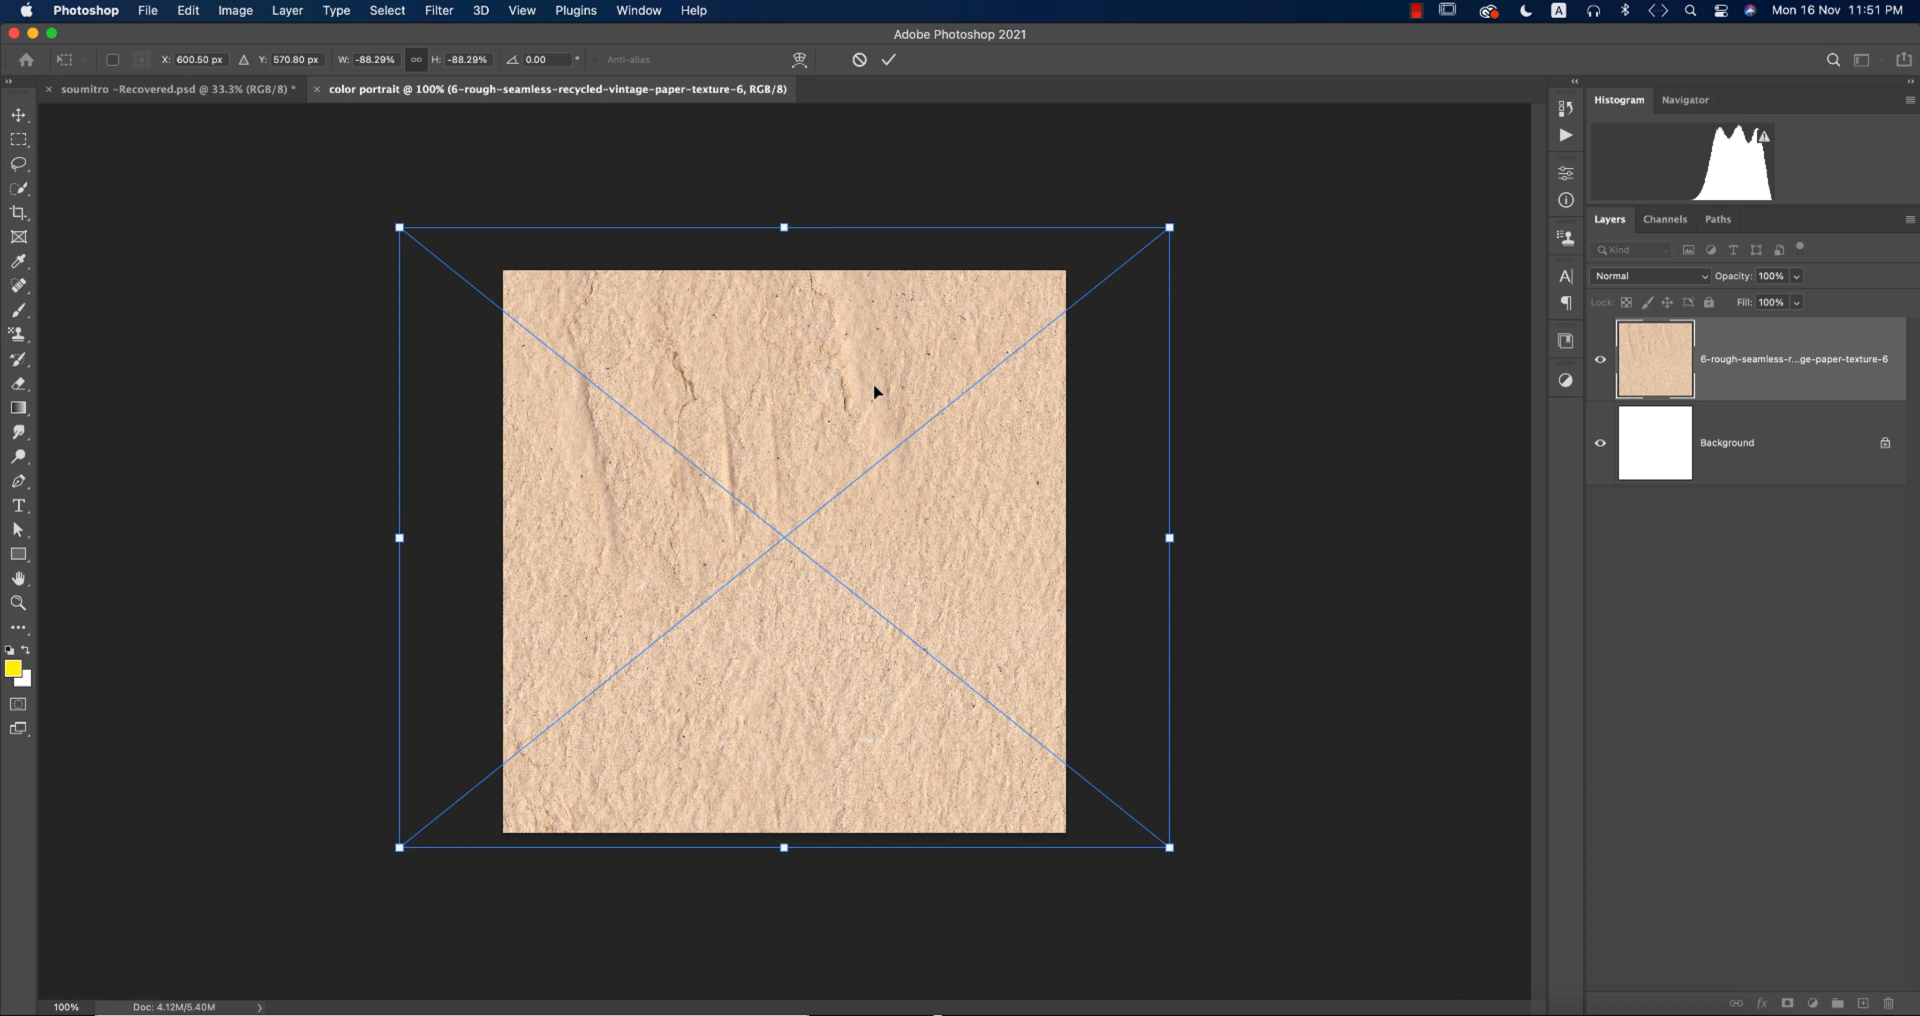 Photoshop File Edit Image Layer Type Select Filter 3D View Plugins Window Help A Mon 16 Nov 11:51 PM
Adobe Photoshop 2021
X: 600.50 px Y: 570.80 px W: -88.29% H: -88.29% 0.00 ° Anti-alias
soumitro -Recovered.psd @ 33.3% (RGB/8) * color portrait @ 100% (6-rough-seamless-recycled-vintage-paper-texture-6, RGB/8)
Histogram Navigator
Layers Channels Paths
Kind
Normal Opacity: 100%
Lock: Fill: 100%
6-rough-seamless-r...ge-paper-texture-6
Background
100% Doc: 4.12M/5.40M